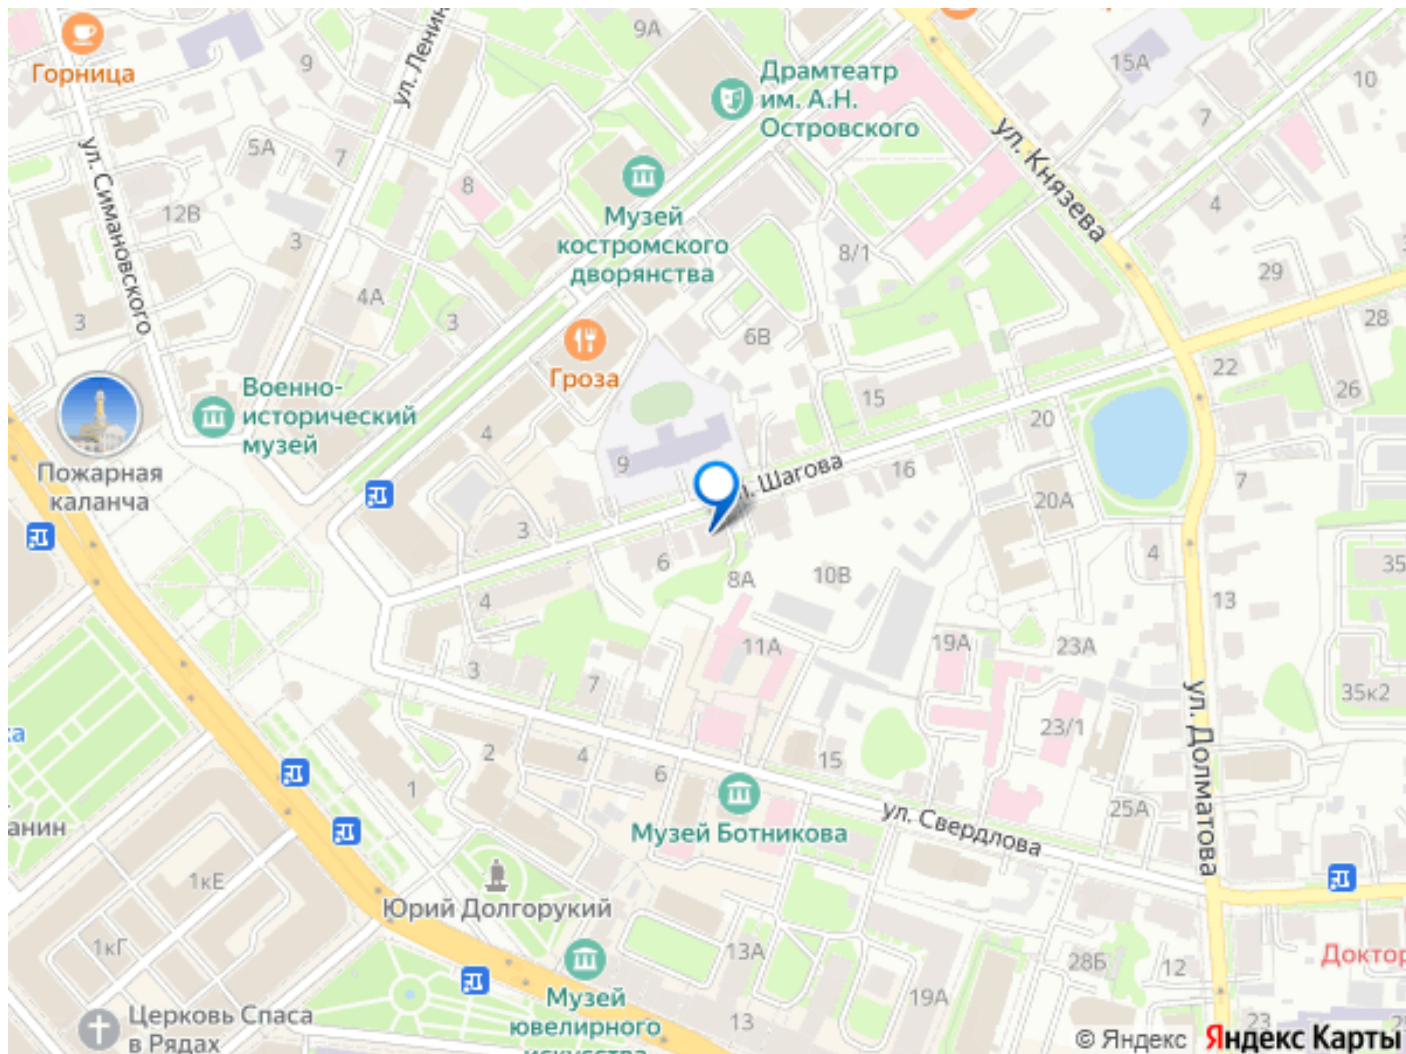 Горница
9
9А
15А
10
ул. Ленин
Драмтеатр
им. А.Н.
Островского
7
ул. Князева
5А
7
8
ул. Симановского
12В
3
Музей
костромского
дворянства
4
8/1
29
4А
3
3
28
6В
Гроза
22
26
Военно-
исторический
музей
15
20
4
Пожарная
каланча
9
16
л. Шагова
7
20А
3
6
8А
10В
4
35
13
4
11А
19А
23А
3
7
35к2
ул. Долматова
ка
23/1
2
4
6
15
1
25А
Музей Ботникова
ул. Свердлова
анин
1кЕ
Юрий Долгорукий
1кГ
13А
28Б
12
Доктор
19А
Музей
ювелирного
искусства
13
23
Церковь Спаса
в Рядах
© Яндекс Яндекс Карты